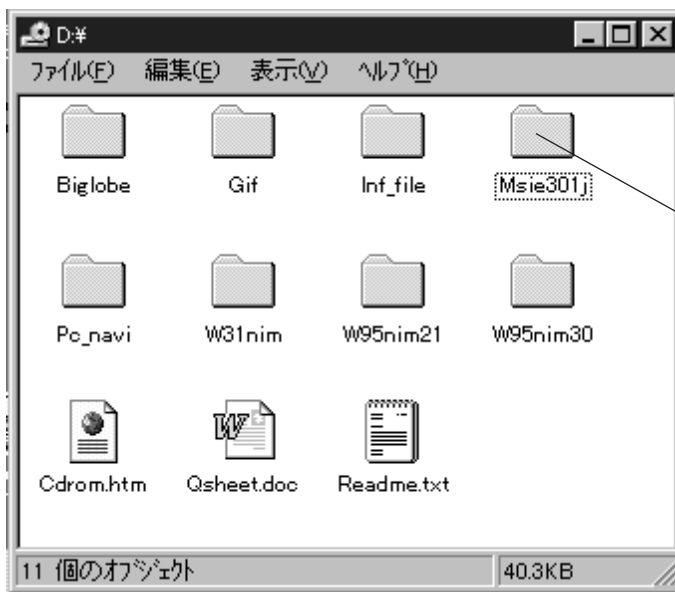 D:¥
ファイル(F) 編集(E) 表示(V) ヘルプ(H)
Biglobe Gif Inf_file Msie301j
Pc_navi W31nim W95nim21 W95nim30
Cdrom.htm Qsheet.doc Readme.txt
11 個のオブジェクト 40.3KB